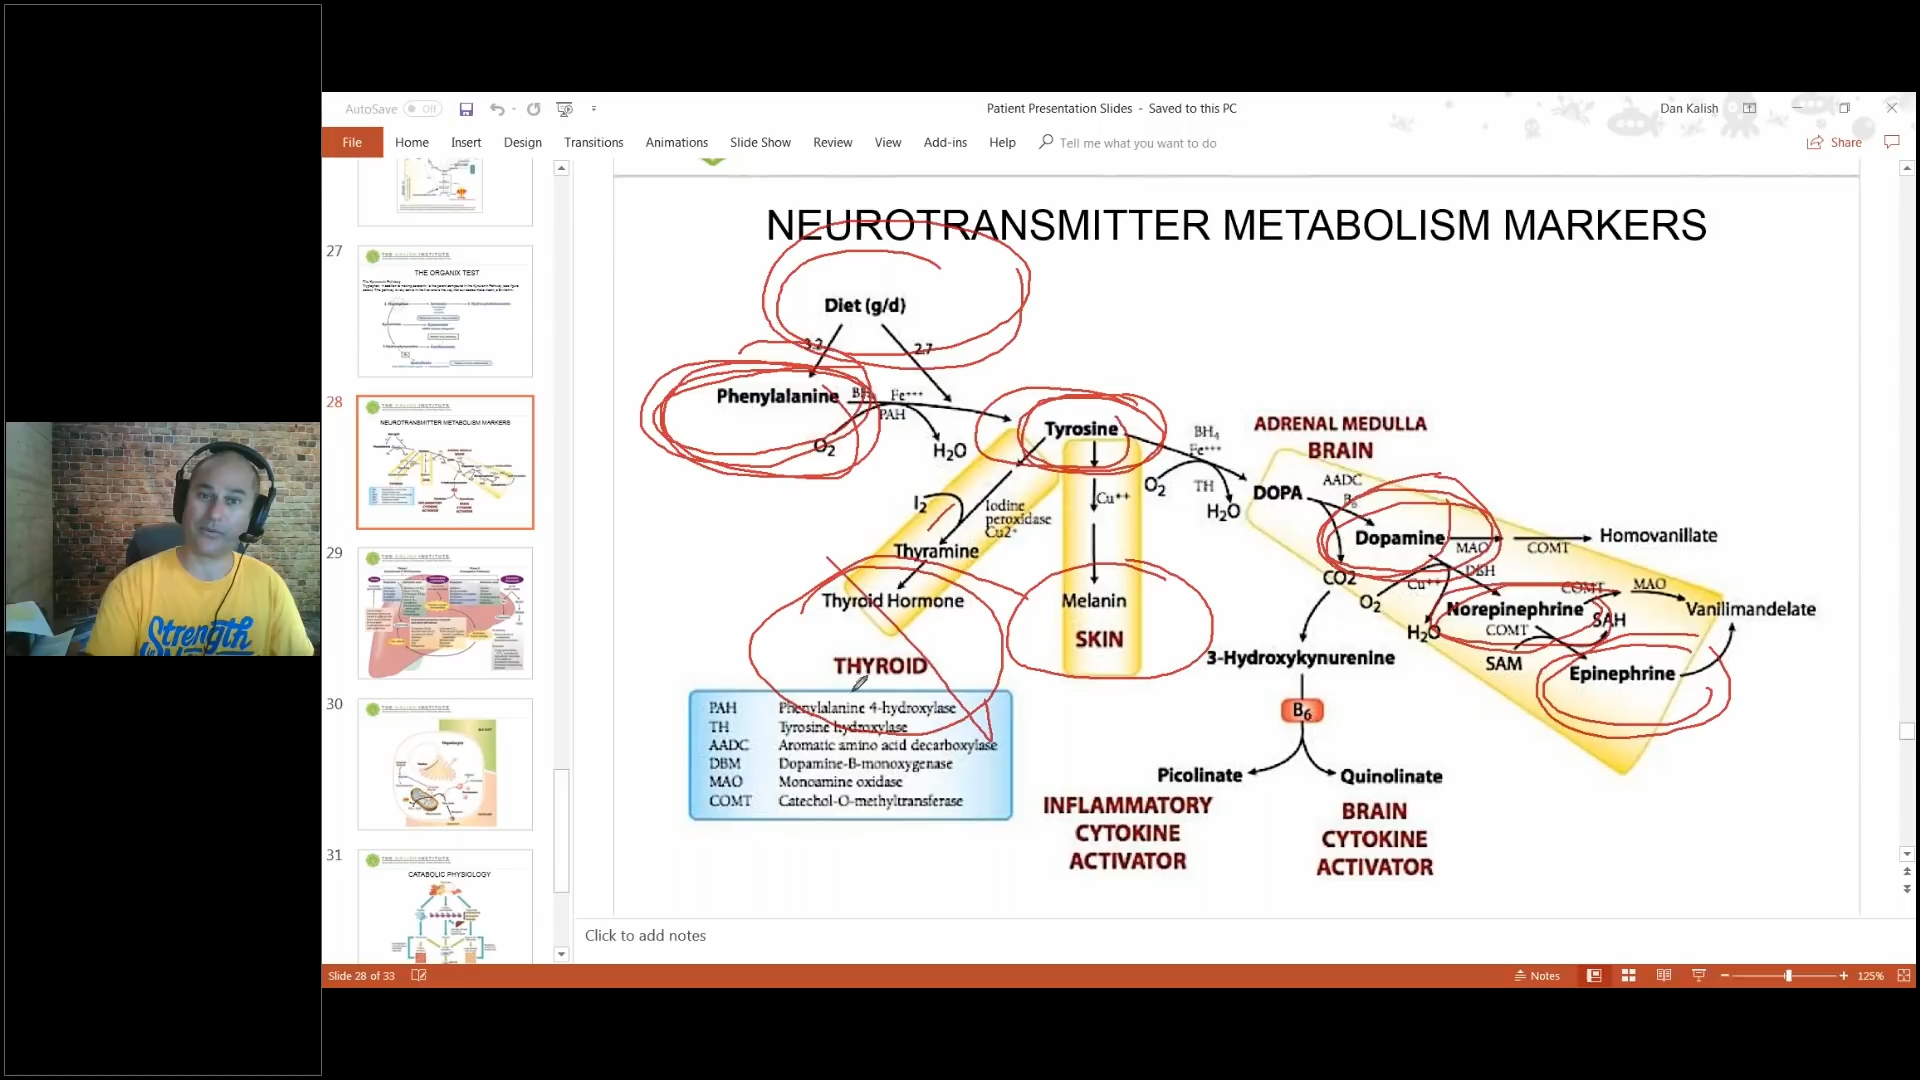 AutoSave Off
Patient Presentation Slides - Saved to this PC
Dan Kalish
File Home Insert Design Transitions Animations Slide Show Review View Add-ins Help Tell me what you want to do
Share
27
THE ORGANIX TEST
28
NEUROTRANSMITTER METABOLISM MARKERS
29
30
31
CATABOLIC PHYSIOLOGY
Strength
NEUROTRANSMITTER METABOLISM MARKERS
Diet (g/d)
3.2
2.7
Phenylalanine
BH
Fe+++
PAH
O2
H2O
Tyrosine
BH4
Fe+++
TH
O2
H2O
ADRENAL MEDULLA
BRAIN
DOPA
AADC
B6
Dopamine
MAO
COMT
Homovanillate
I2
Iodine
peroxidase
Cu2+
Cu++
Thyramine
Thyroid Hormone
THYROID
Melanin
SKIN
CO2
O2
Cu++
DBH
H2O
Norepinephrine
COMT
MAO
Vanilimandelate
COMT
SAH
SAM
Epinephrine
3-Hydroxykynurenine
B6
Picolinate
Quinolinate
INFLAMMATORY
CYTOKINE
ACTIVATOR
BRAIN
CYTOKINE
ACTIVATOR
PAH Phenylalanine 4-hydroxylase
TH Tyrosine hydroxylase
AADC Aromatic amino acid decarboxylase
DBM Dopamine-B-monoxygenase
MAO Monoamine oxidase
COMT Catechol-O-methyltransferase
Click to add notes
Slide 28 of 33
Notes
125%